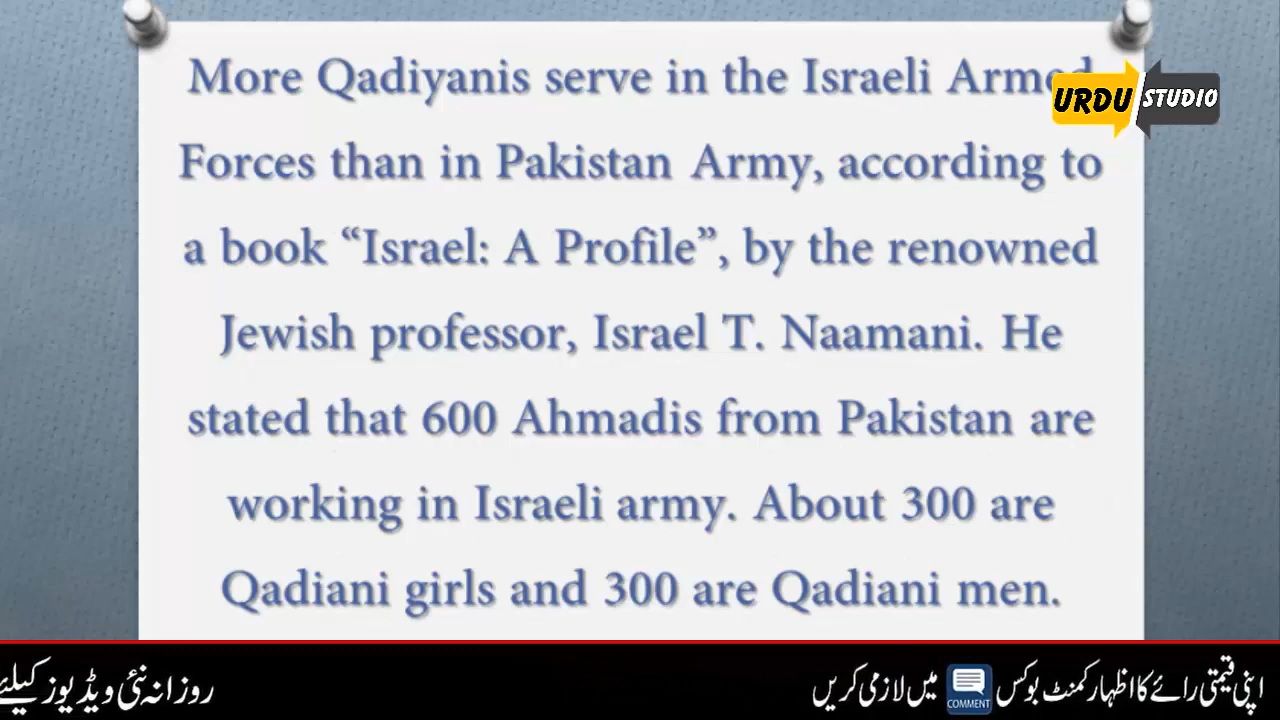 More Qadiyanis serve in the Israeli Armed
URDU STUDIO
Forces than in Pakistan Army, according to
a book “Israel: A Profile”, by the renowned
Jewish professor, Israel T. Naamani. He
stated that 600 Ahmadis from Pakistan are
working in Israeli army. About 300 are
Qadiani girls and 300 are Qadiani men.
اپنی قیمتی رائے کا اظہار کمنٹ بوکس COMMENT میں لازمی کریں
روزانہ نئی ویڈیوز کیلئے